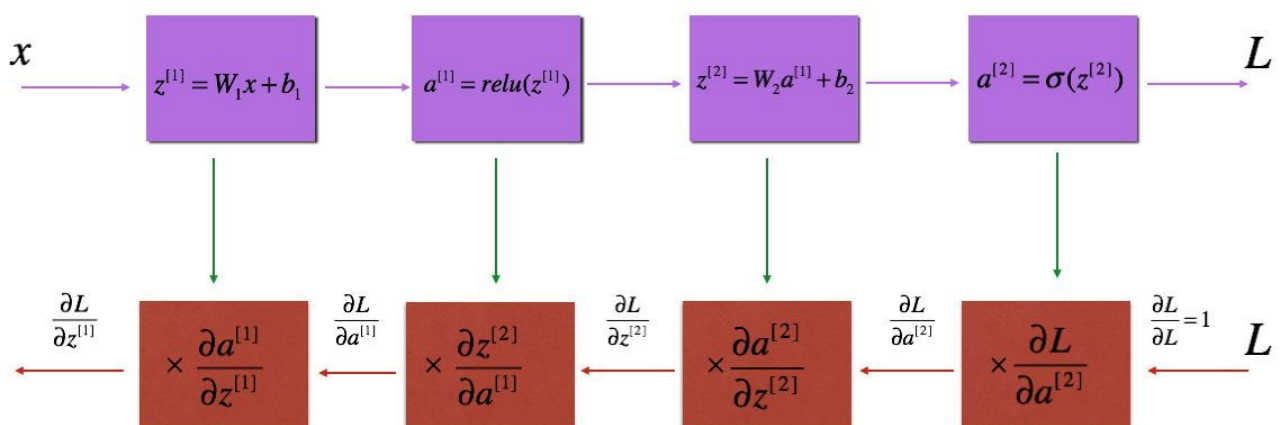 x
z^{[1]} = W_1 x + b_1
a^{[1]} = relu(z^{[1]})
z^{[2]} = W_2 a^{[1]} + b_2
a^{[2]} = σ(z^{[2]})
L
∂L/∂z^{[1]}
× ∂a^{[1]}/∂z^{[1]}
∂L/∂a^{[1]}
× ∂z^{[2]}/∂a^{[1]}
∂L/∂z^{[2]}
× ∂a^{[2]}/∂z^{[2]}
∂L/∂a^{[2]}
× ∂L/∂a^{[2]}
∂L/∂L = 1
L